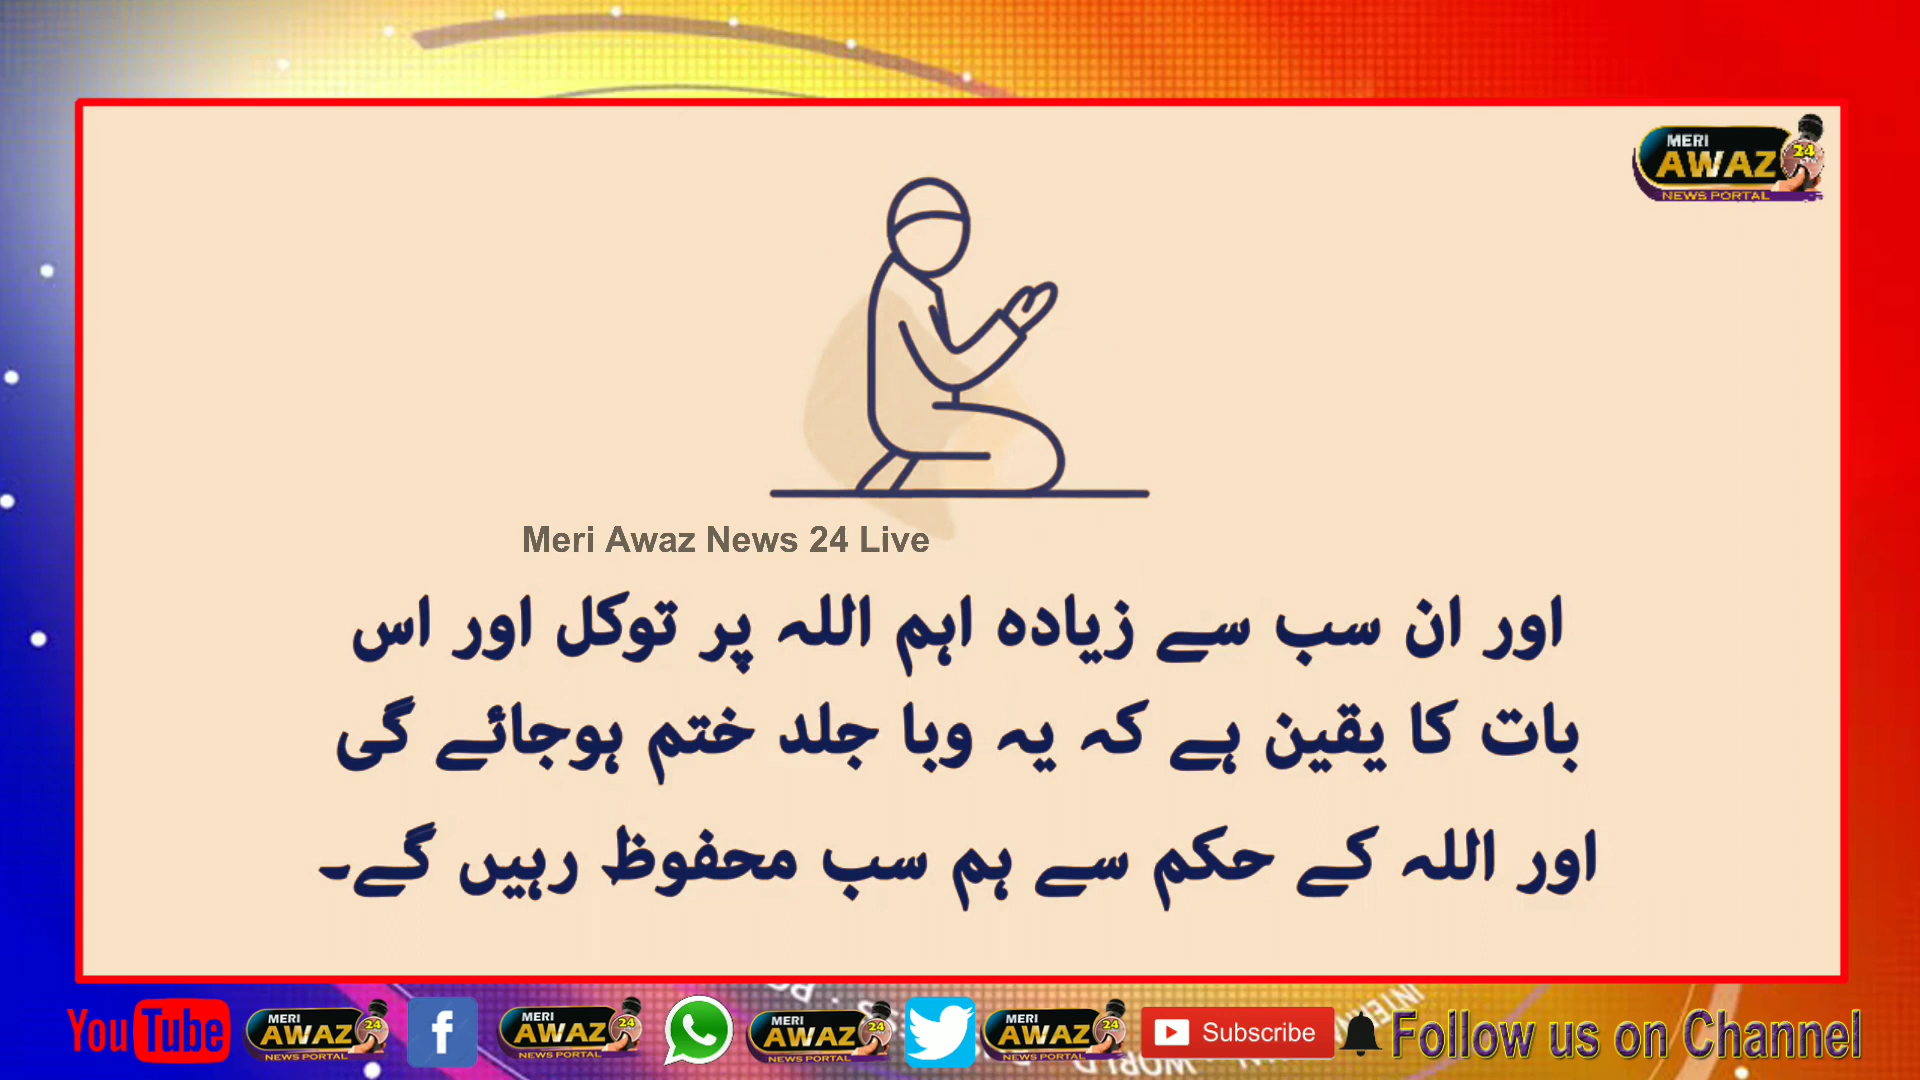 MERI
AWAZ 24
NEWS PORTAL
Meri Awaz News 24 Live
اور ان سب سے زیادہ اہم اللہ پر توکل اور اس
بات کا یقین ہے کہ یہ وبا جلد ختم ہوجائے گی
اور اللہ کے حکم سے ہم سب محفوظ رہیں گے۔
YouTube
MERI
AWAZ 24
NEWS PORTAL
f
MERI
AWAZ 24
NEWS PORTAL
MERI
AWAZ 24
NEWS PORTAL
MERI
AWAZ 24
NEWS PORTAL
Subscribe
Follow us on Channel
WORLD